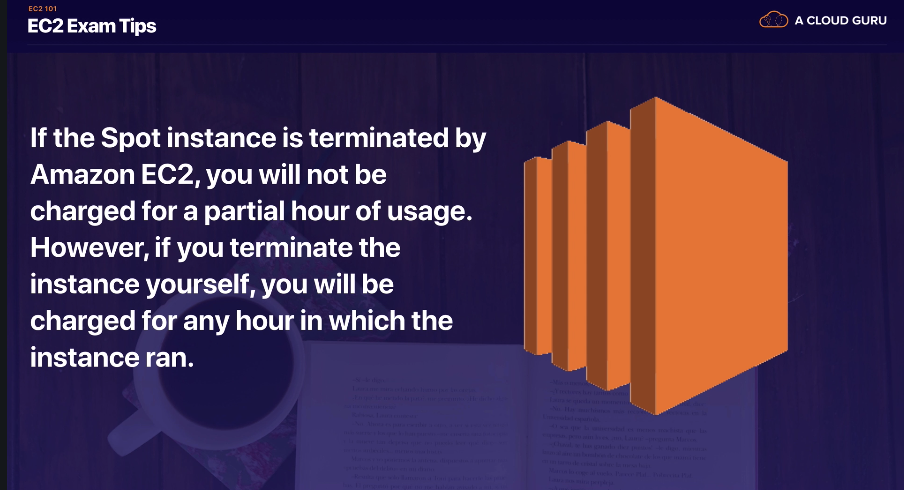 EC2 101
EC2 Exam Tips
A CLOUD GURU
If the Spot instance is terminated by
Amazon EC2, you will not be
charged for a partial hour of usage.
However, if you terminate the
instance yourself, you will be
charged for any hour in which the
instance ran.